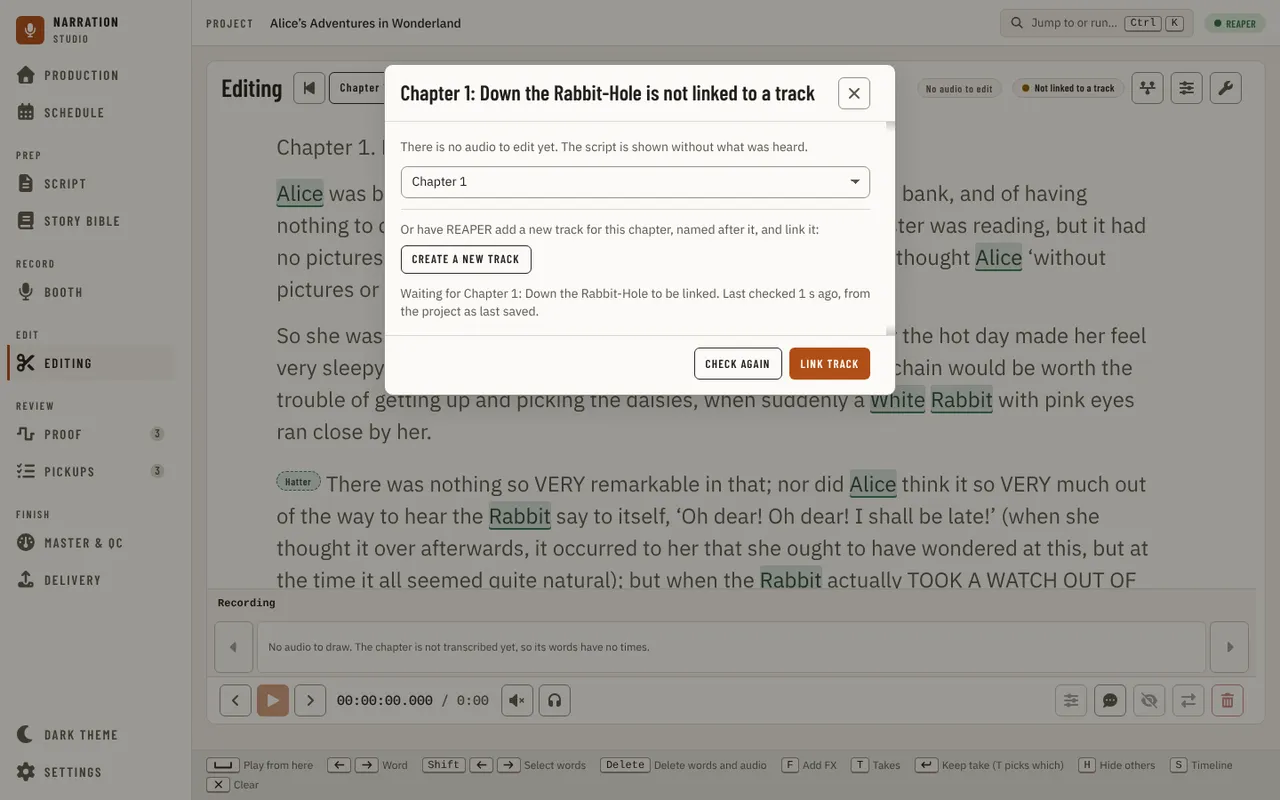 NARRATION
STUDIO
PRODUCTION
SCHEDULE
PREP
SCRIPT
STORY BIBLE
RECORD
BOOTH
EDIT
EDITING
REVIEW
PROOF 3
PICKUPS 3
FINISH
MASTER & QC
DELIVERY
DARK THEME
SETTINGS
PROJECT Alice's Adventures in Wonderland
Jump to or run... Ctrl K
REAPER
Editing Chapter
No audio to edit Not linked to a track
Chapter 1: Down the Rabbit-Hole is not linked to a track
There is no audio to edit yet. The script is shown without what was heard.
Chapter 1
Or have REAPER add a new track for this chapter, named after it, and link it:
CREATE A NEW TRACK
Waiting for Chapter 1: Down the Rabbit-Hole to be linked. Last checked 1 s ago, from
the project as last saved.
CHECK AGAIN LINK TRACK
Chapter 1.
Alice was b bank, and of having
nothing to ter was reading, but it had
no pictures thought Alice ‘without
pictures or
So she was the hot day made her feel
very sleepy chain would be worth the
trouble of getting up and picking the daisies, when suddenly a White Rabbit with pink eyes
ran close by her.
Hatter There was nothing so VERY remarkable in that; nor did Alice think it so VERY much out
of the way to hear the Rabbit say to itself, ‘Oh dear! Oh dear! I shall be late!’ (when she
thought it over afterwards, it occurred to her that she ought to have wondered at this, but at
the time it all seemed quite natural); but when the Rabbit actually TOOK A WATCH OUT OF
Recording
No audio to draw. The chapter is not transcribed yet, so its words have no times.
00:00:00.000 / 0:00
Play from here Word Shift Select words Delete Delete words and audio F Add FX T Takes Keep take (T picks which) H Hide others S Timeline
Clear